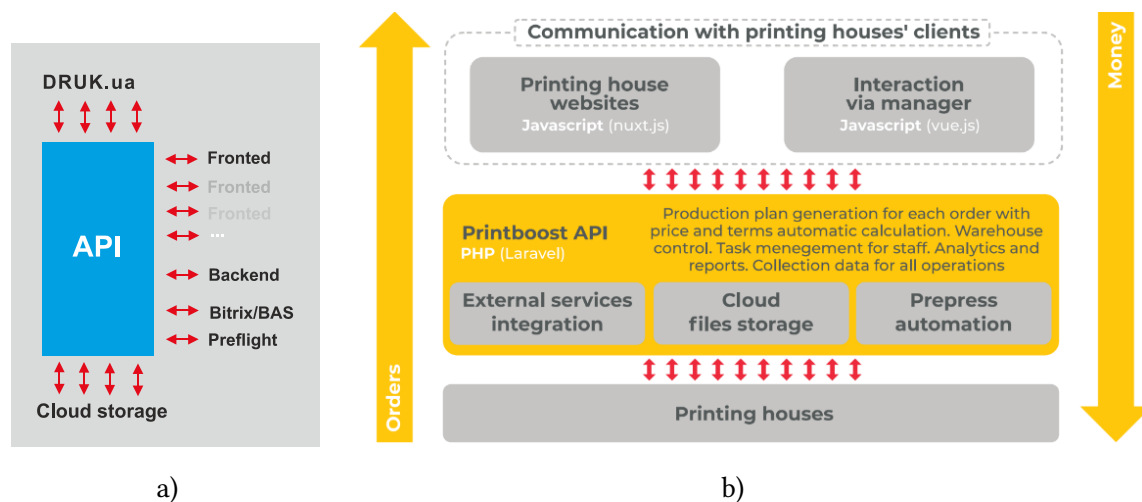 DRUK.ua
API
Fronted
Fronted
Fronted
...
Backend
Bitrix/BAS
Preflight
Cloud storage
a)
Orders
Communication with printing houses' clients
Printing house
websites
Javascript (nuxt.js)
Interaction
via manager
Javascript (vue.js)
Printboost API
PHP (Laravel)
Production plan generation for each order with
price and terms automatic calculation. Warehouse
control. Task menegement for staff. Analytics and
reports. Collection data for all operations
External services
integration
Cloud
files storage
Prepress
automation
Printing houses
Money
b)